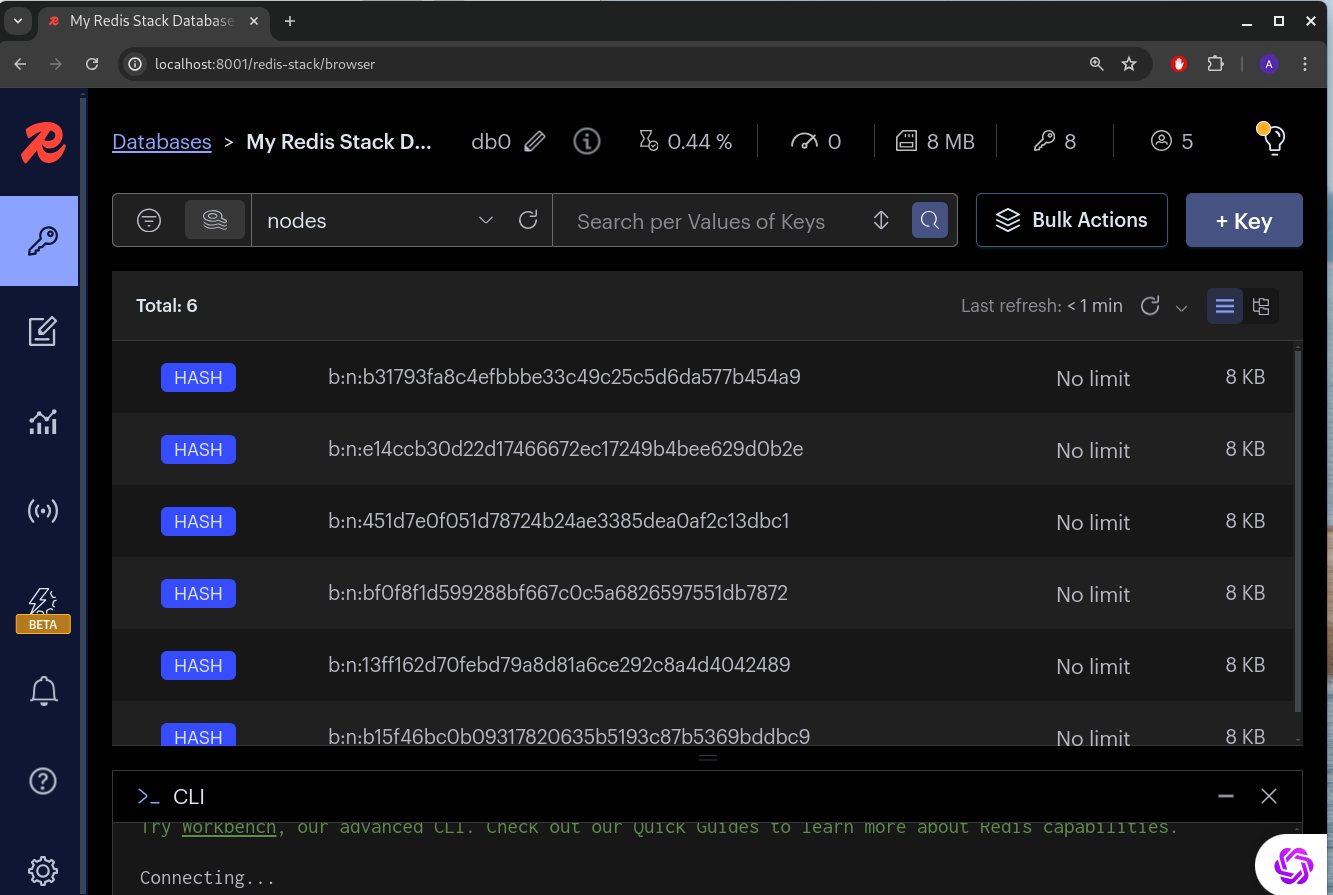 My Redis Stack Database
localhost:8001/redis-stack/browser
A
Databases > My Redis Stack D... db0 0.44 % 0 8 MB 8 5
nodes Search per Values of Keys Bulk Actions + Key
Total: 6 Last refresh: < 1 min
HASH b:n:b31793fa8c4efbbbe33c49c25c5d6da577b454a9 No limit 8 KB
HASH b:n:e14ccb30d22d17466672ec17249b4bee629d0b2e No limit 8 KB
HASH b:n:451d7e0f051d78724b24ae3385dea0af2c13dbc1 No limit 8 KB
HASH b:n:bf0f8f1d599288bf667c0c5a6826597551db7872 No limit 8 KB
BETA
HASH b:n:13ff162d70febd79a8d81a6ce292c8a4d4042489 No limit 8 KB
HASH b:n:b15f46bc0b09317820635b5193c87b5369bddbc9 No limit 8 KB
>_ CLI
Try Workbench, our advanced CLI. Check out our Quick Guides to learn more about Redis capabilities.
Connecting...